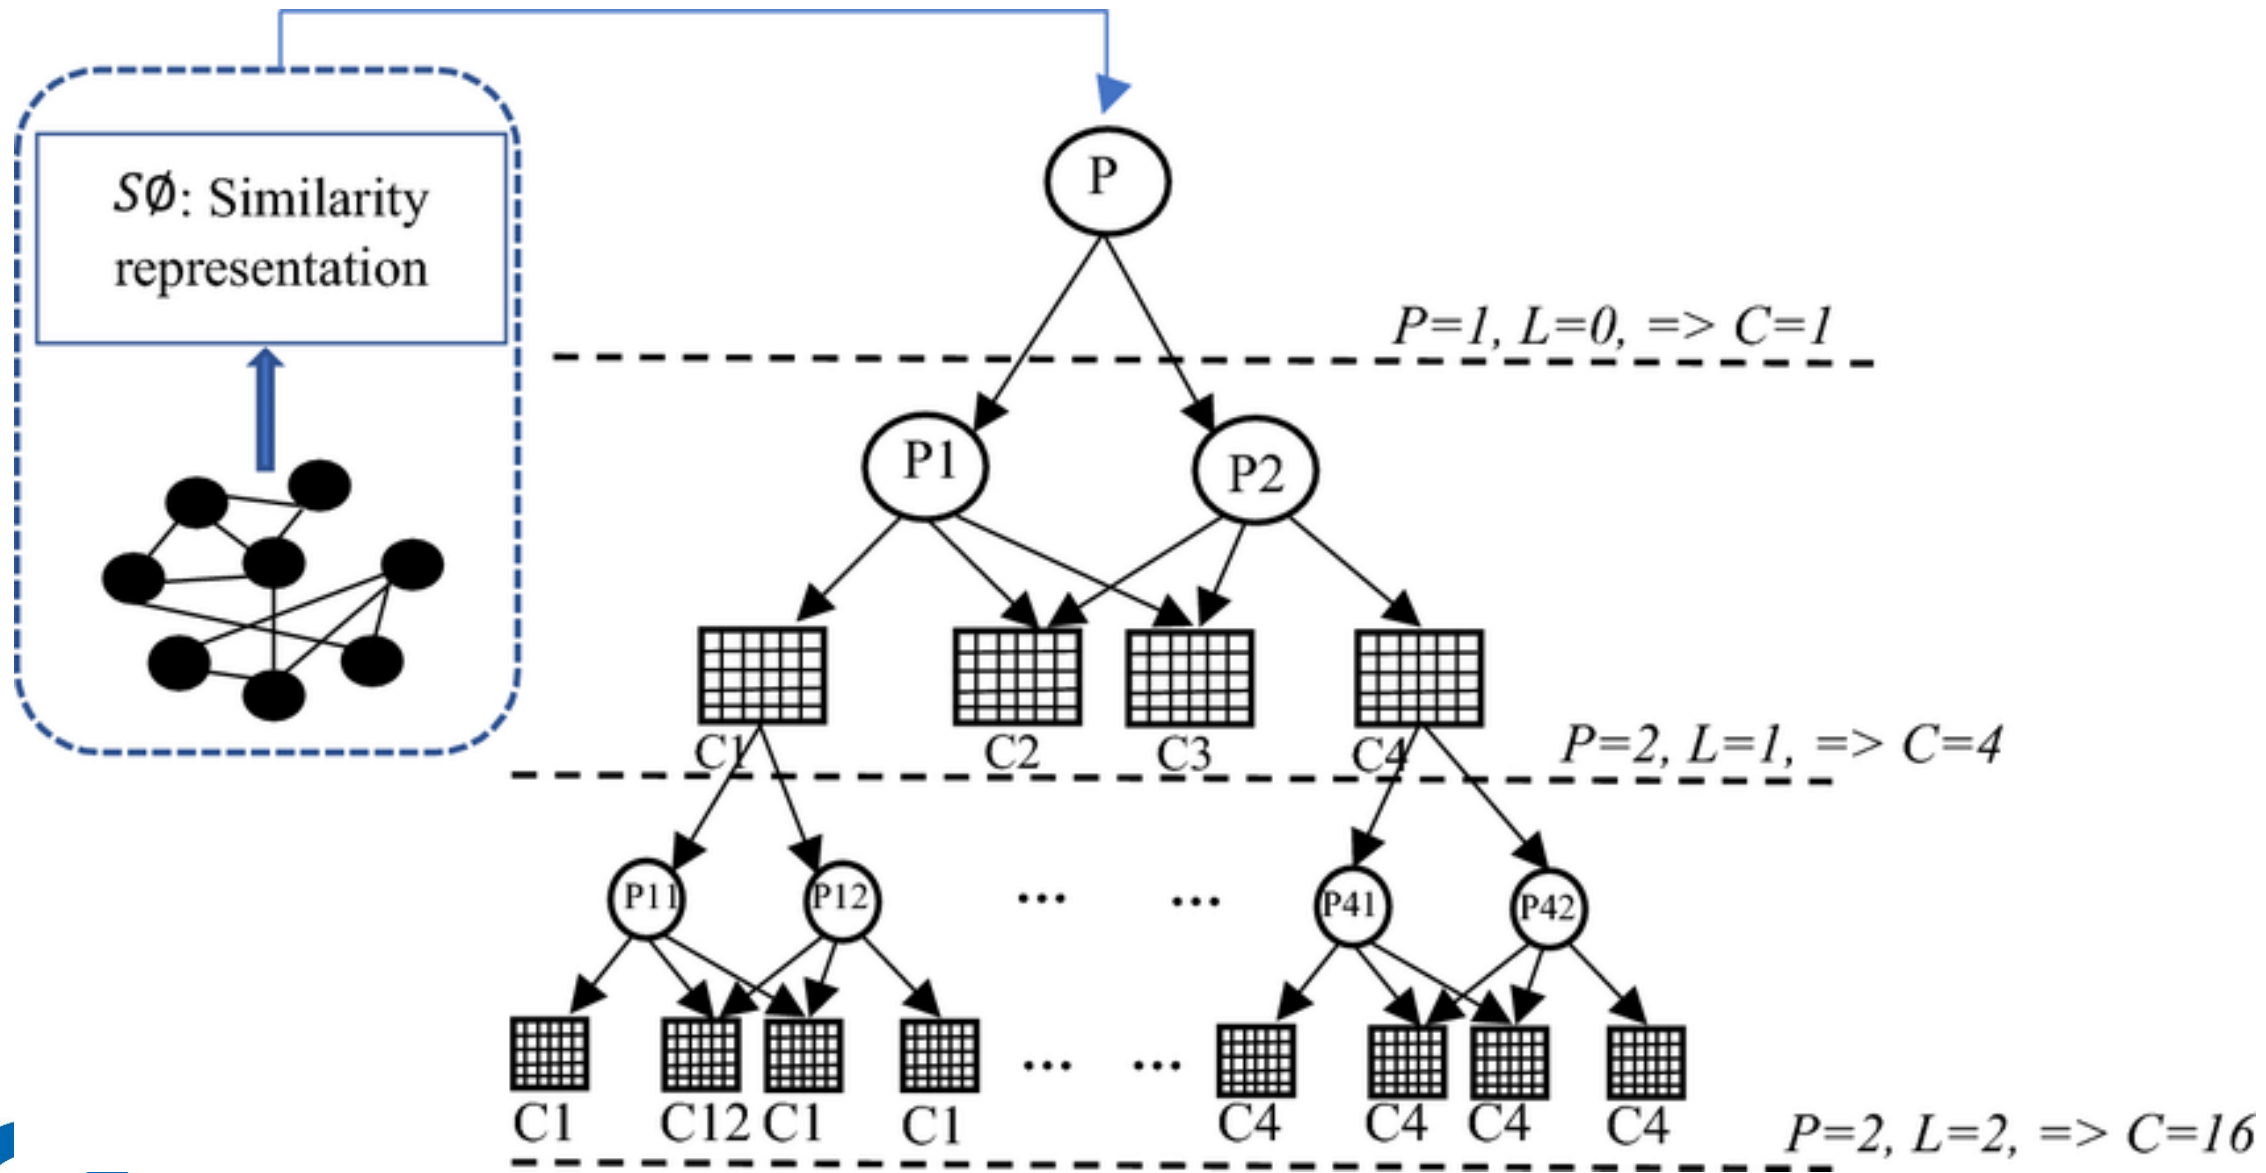 SØ: Similarity
representation
P
P=1, L=0, => C=1
P1
P2
C1
C2
C3
C4
P=2, L=1, => C=4
P11
P12
...
...
P41
P42
...
...
C1
C12
C1
C1
C4
C4
C4
C4
P=2, L=2, => C=16